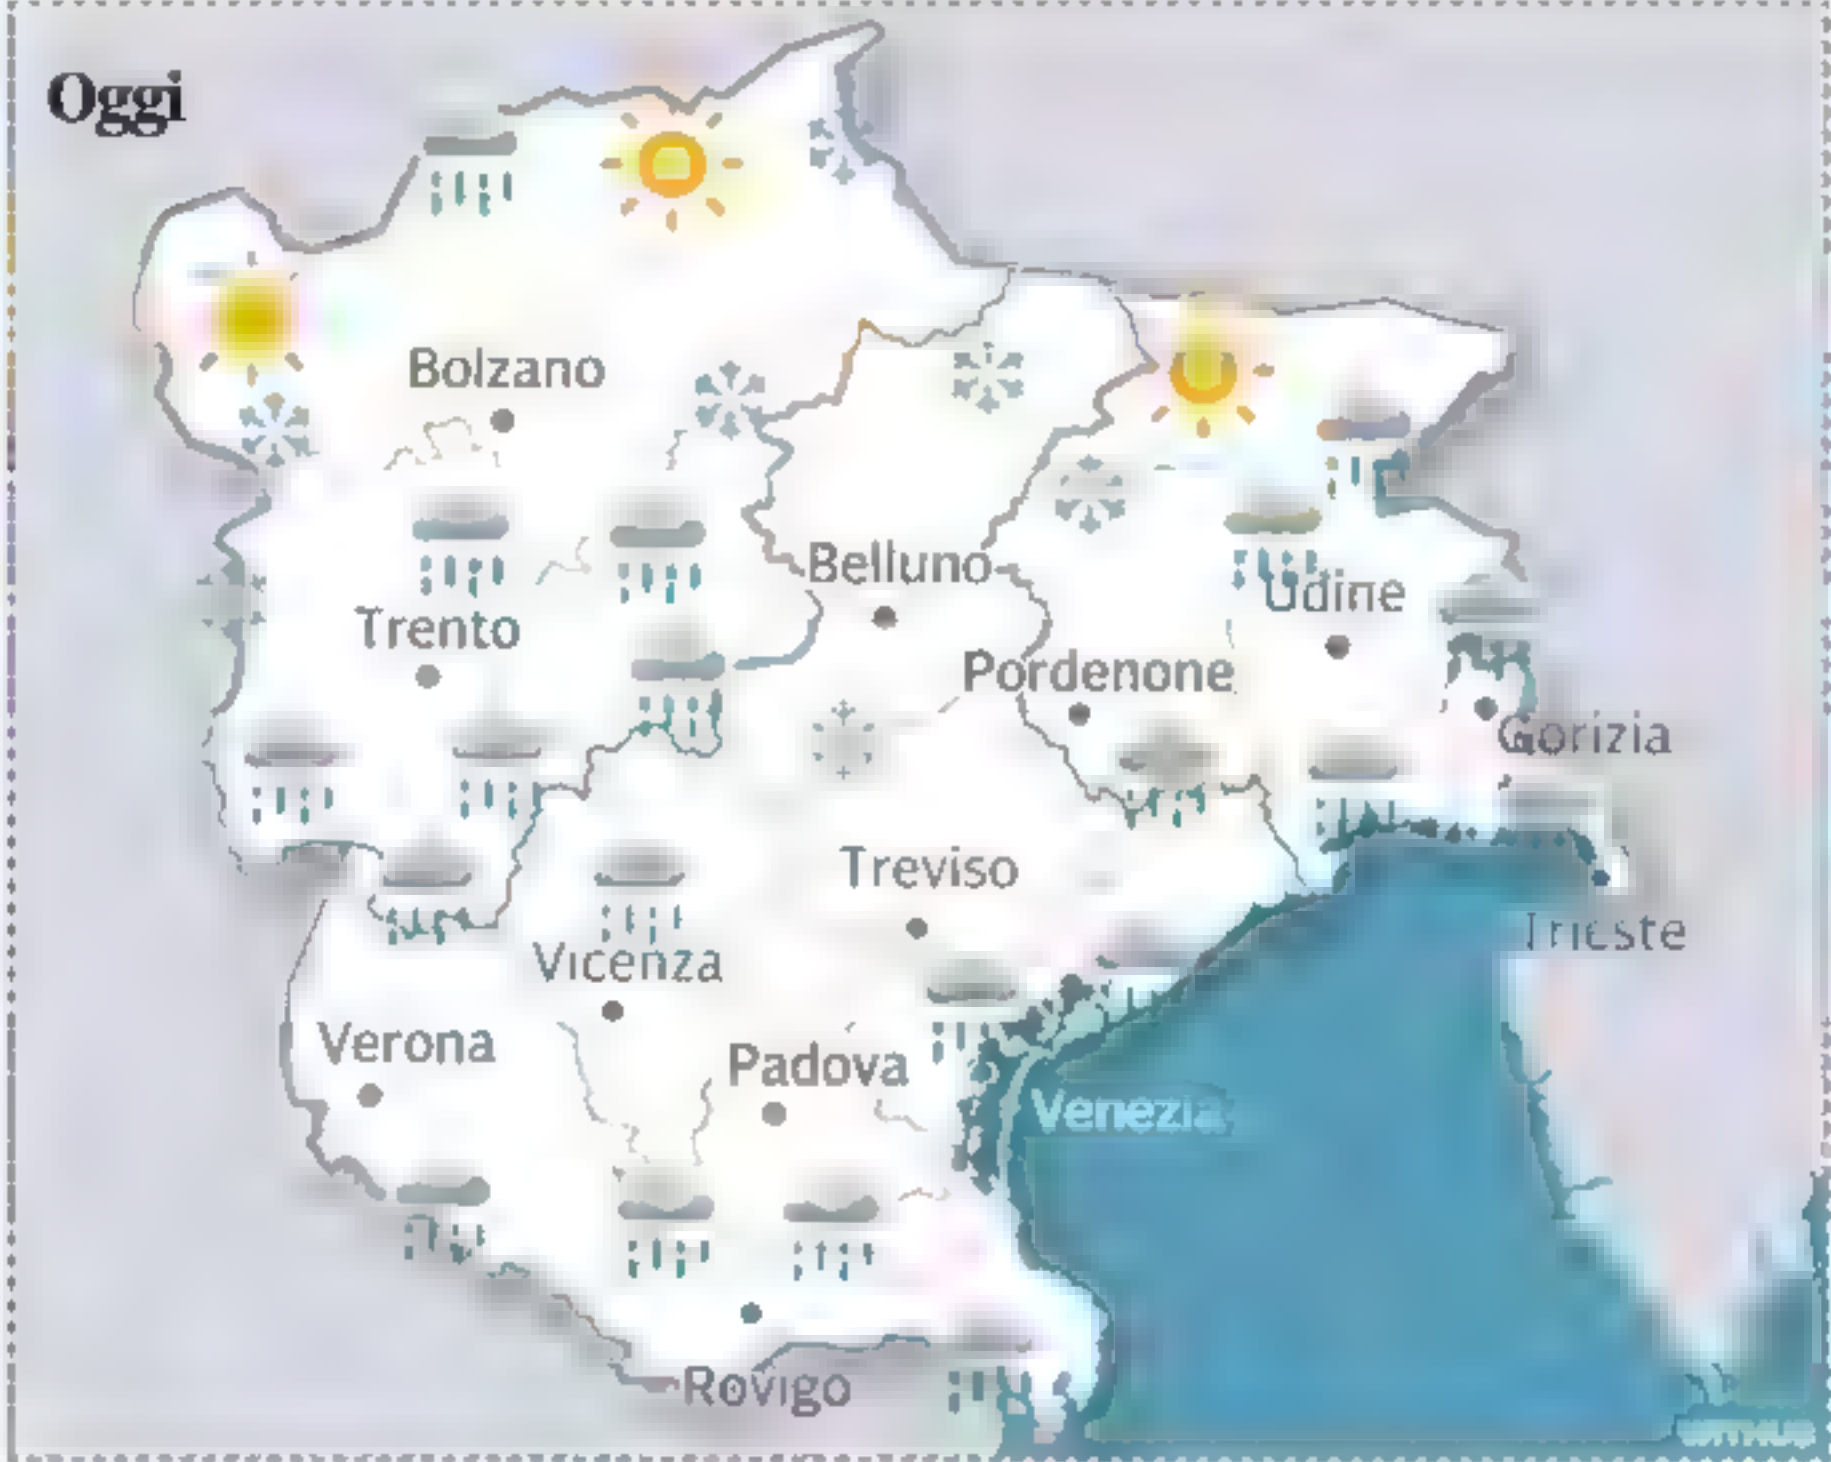 Oggi
Bolzano
Belluno
Udine
Trento
Pordenone
Gorizia
Treviso
Trieste
Vicenza
Verona
Padova
Venezia
Rovigo